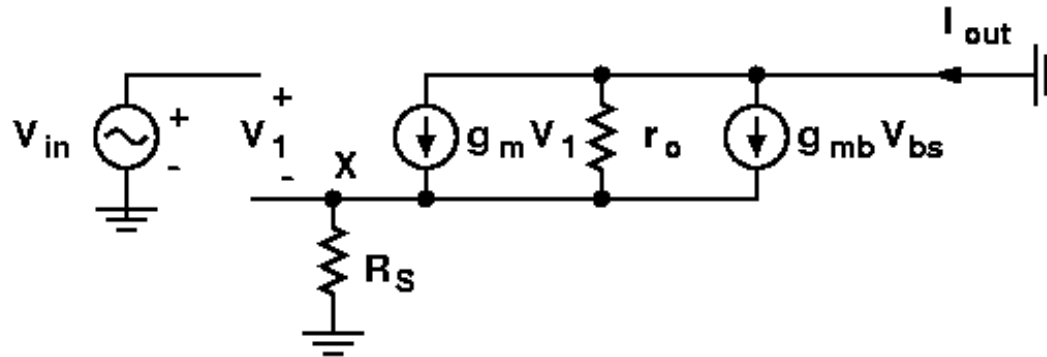 I out
V in
+
-
V 1
+
-
X
g m V 1
r o
g mb V bs
R S